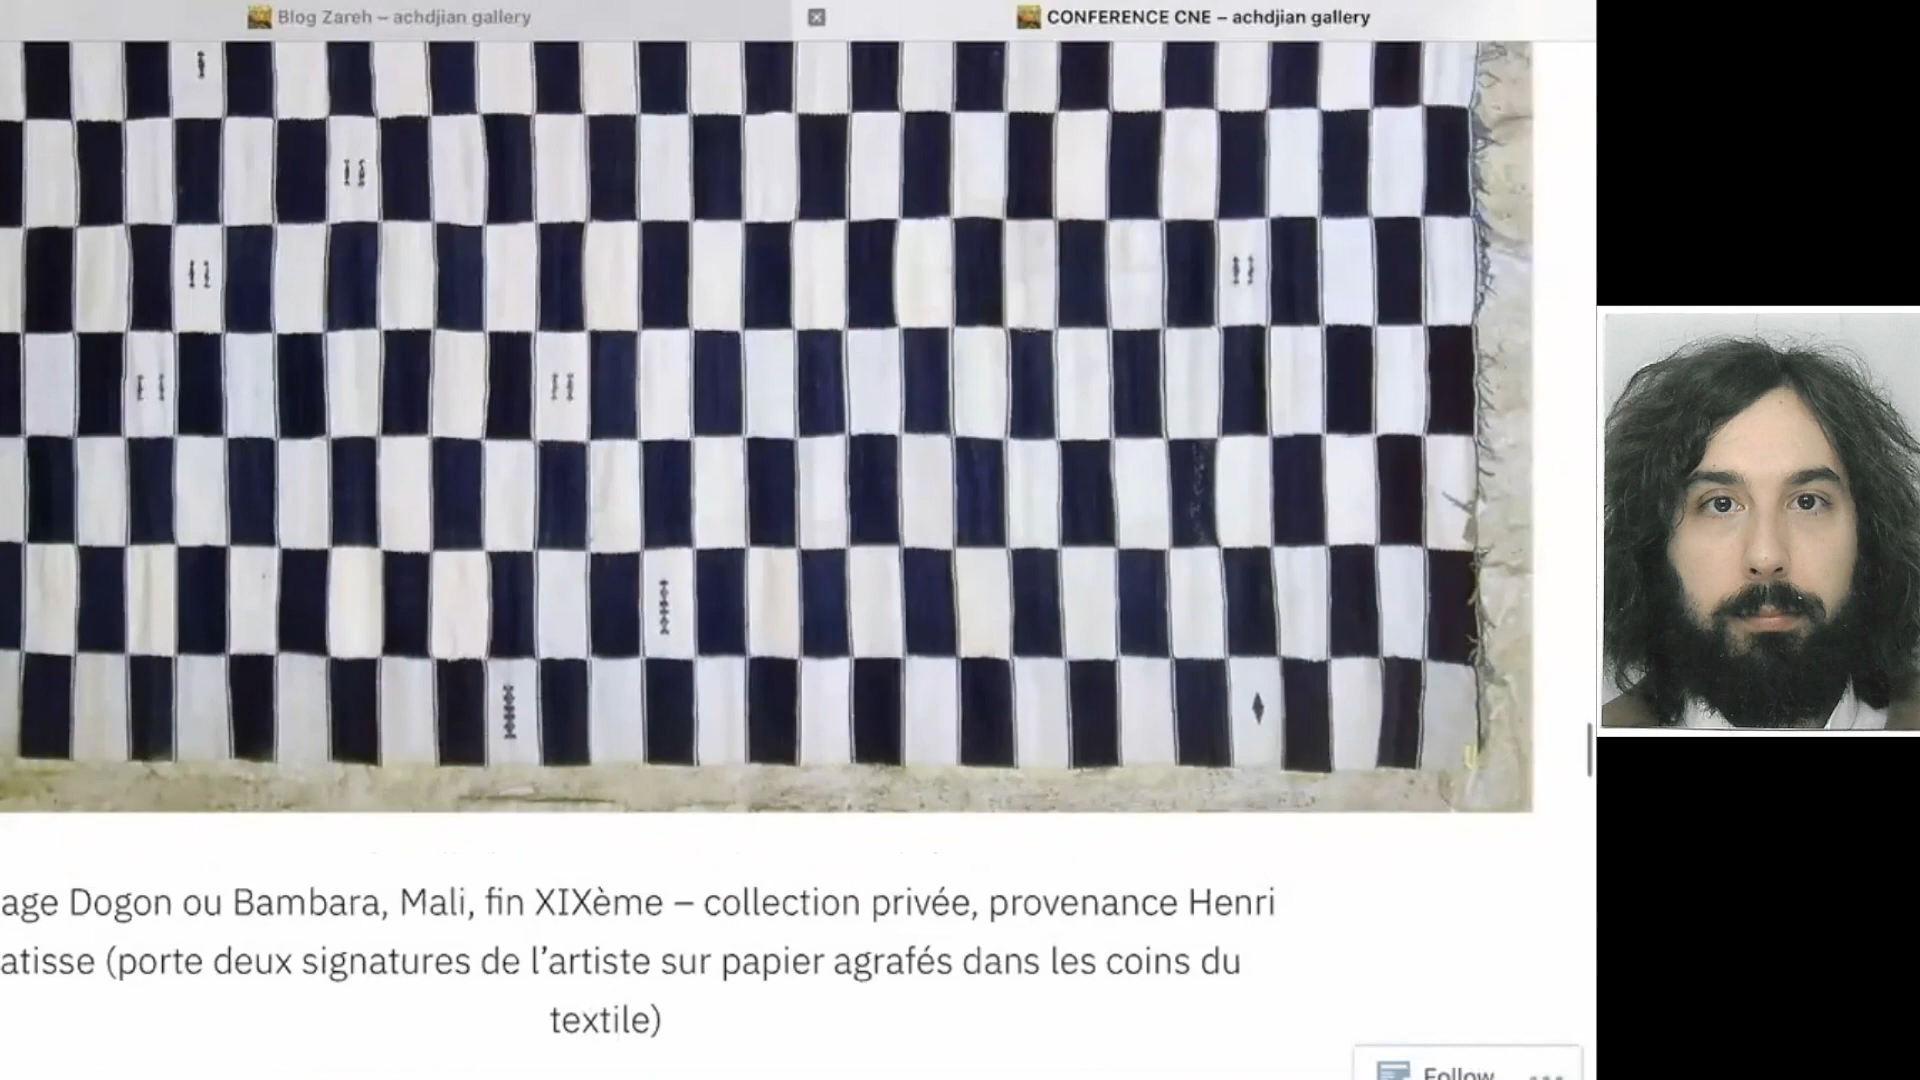 Blog Zareh – achdjian gallery
CONFERENCE CNE – achdjian gallery
age Dogon ou Bambara, Mali, fin XIXème – collection privée, provenance Henri
atisse (porte deux signatures de l’artiste sur papier agrafés dans les coins du
textile)
Follow